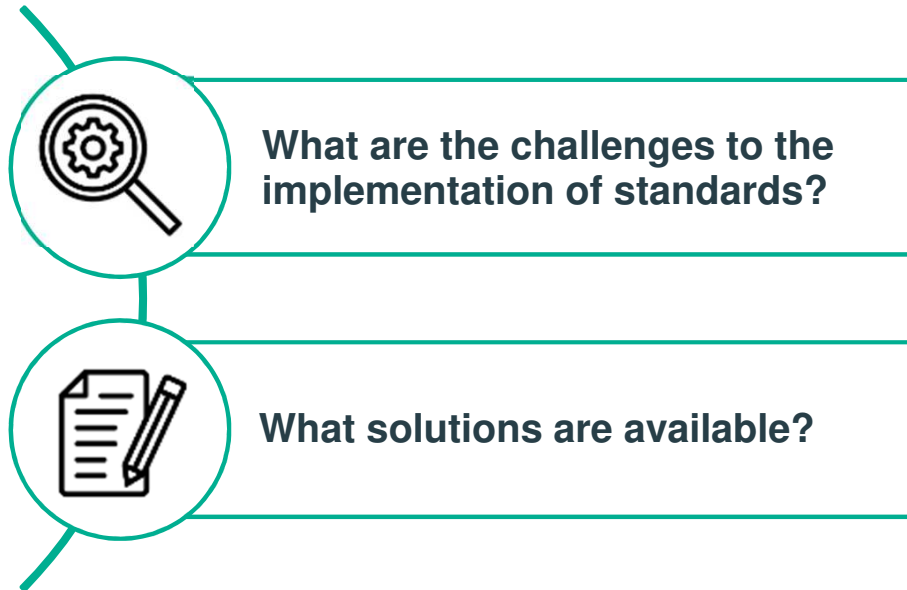 What are the challenges to the
implementation of standards?
What solutions are available?